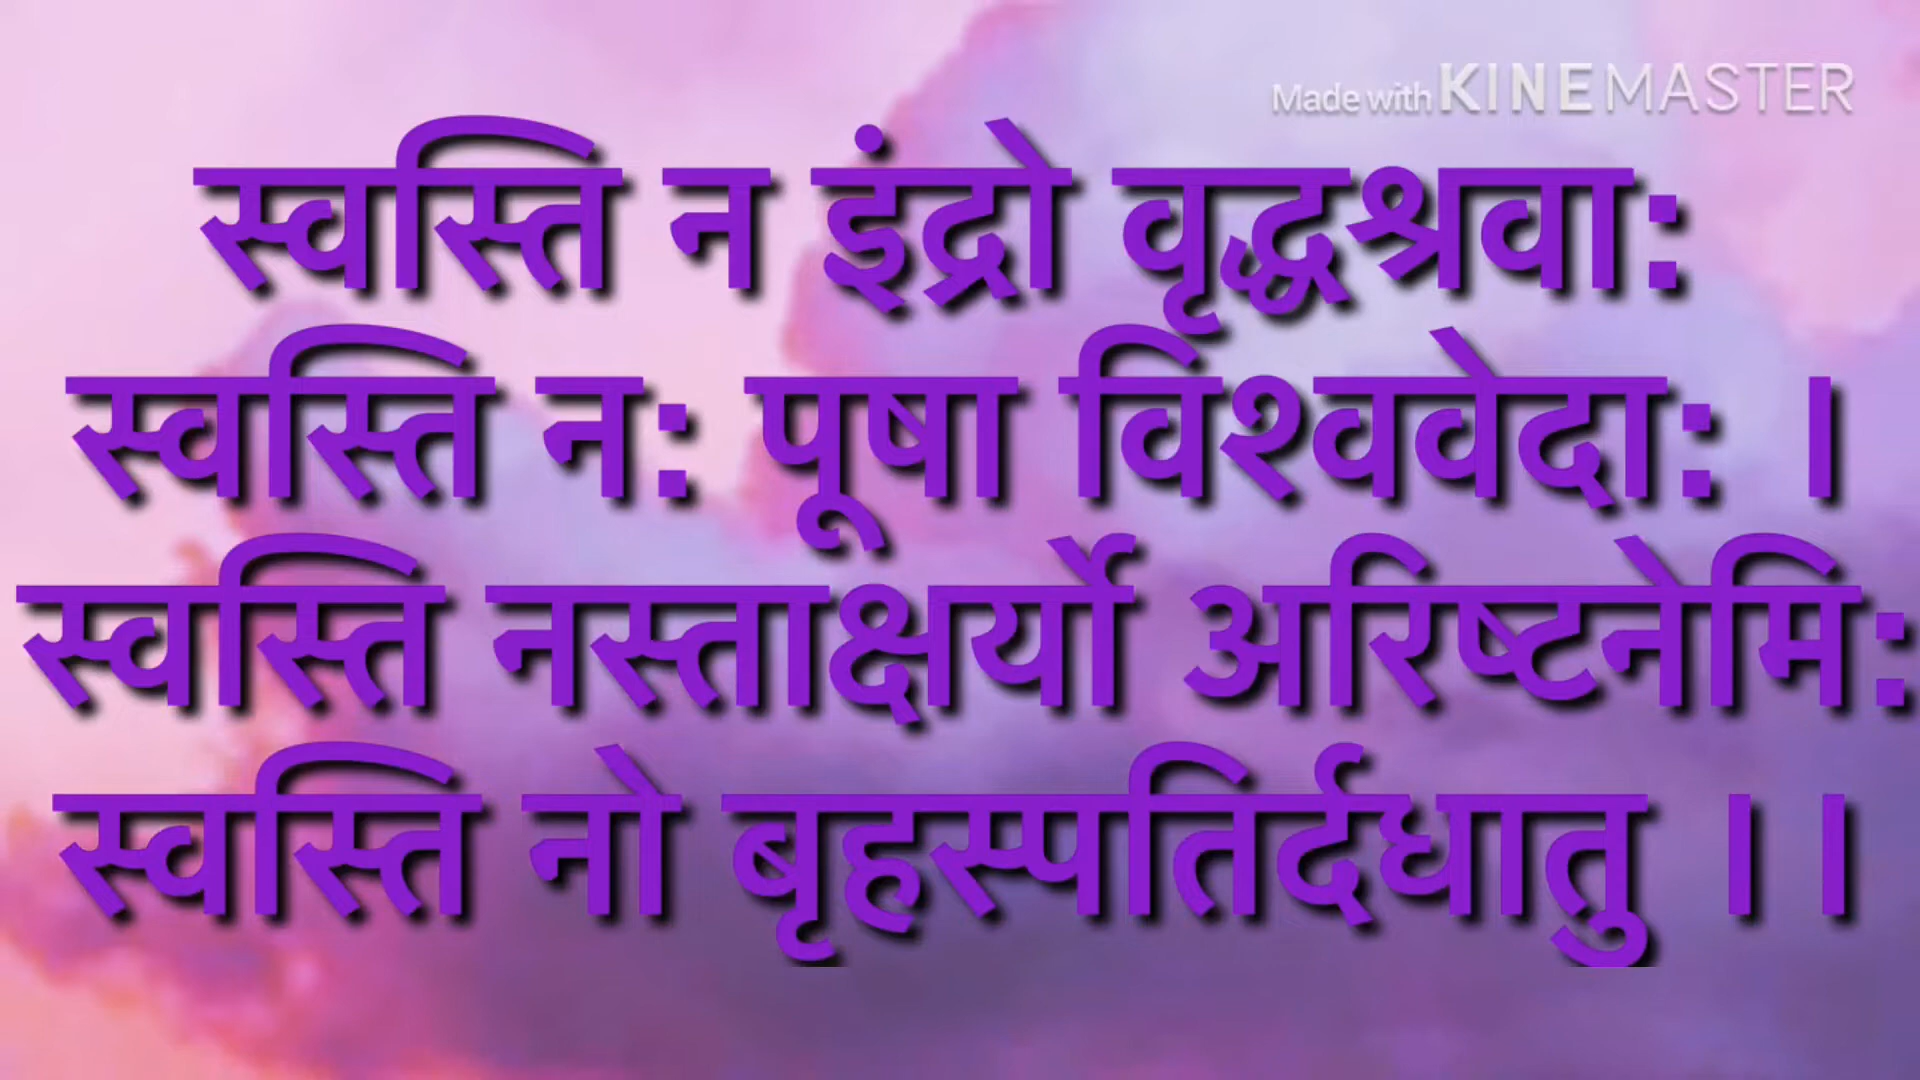 Made with KINEMASTER
स्वस्ति न इंद्रो वृद्धश्रवा:
स्वस्ति न: पूषा विश्ववेदा: ।
स्वस्ति नस्ताक्षर्यो अरिष्टनेमि:
स्वस्ति नो बृहस्पतिर्दधातु ।।